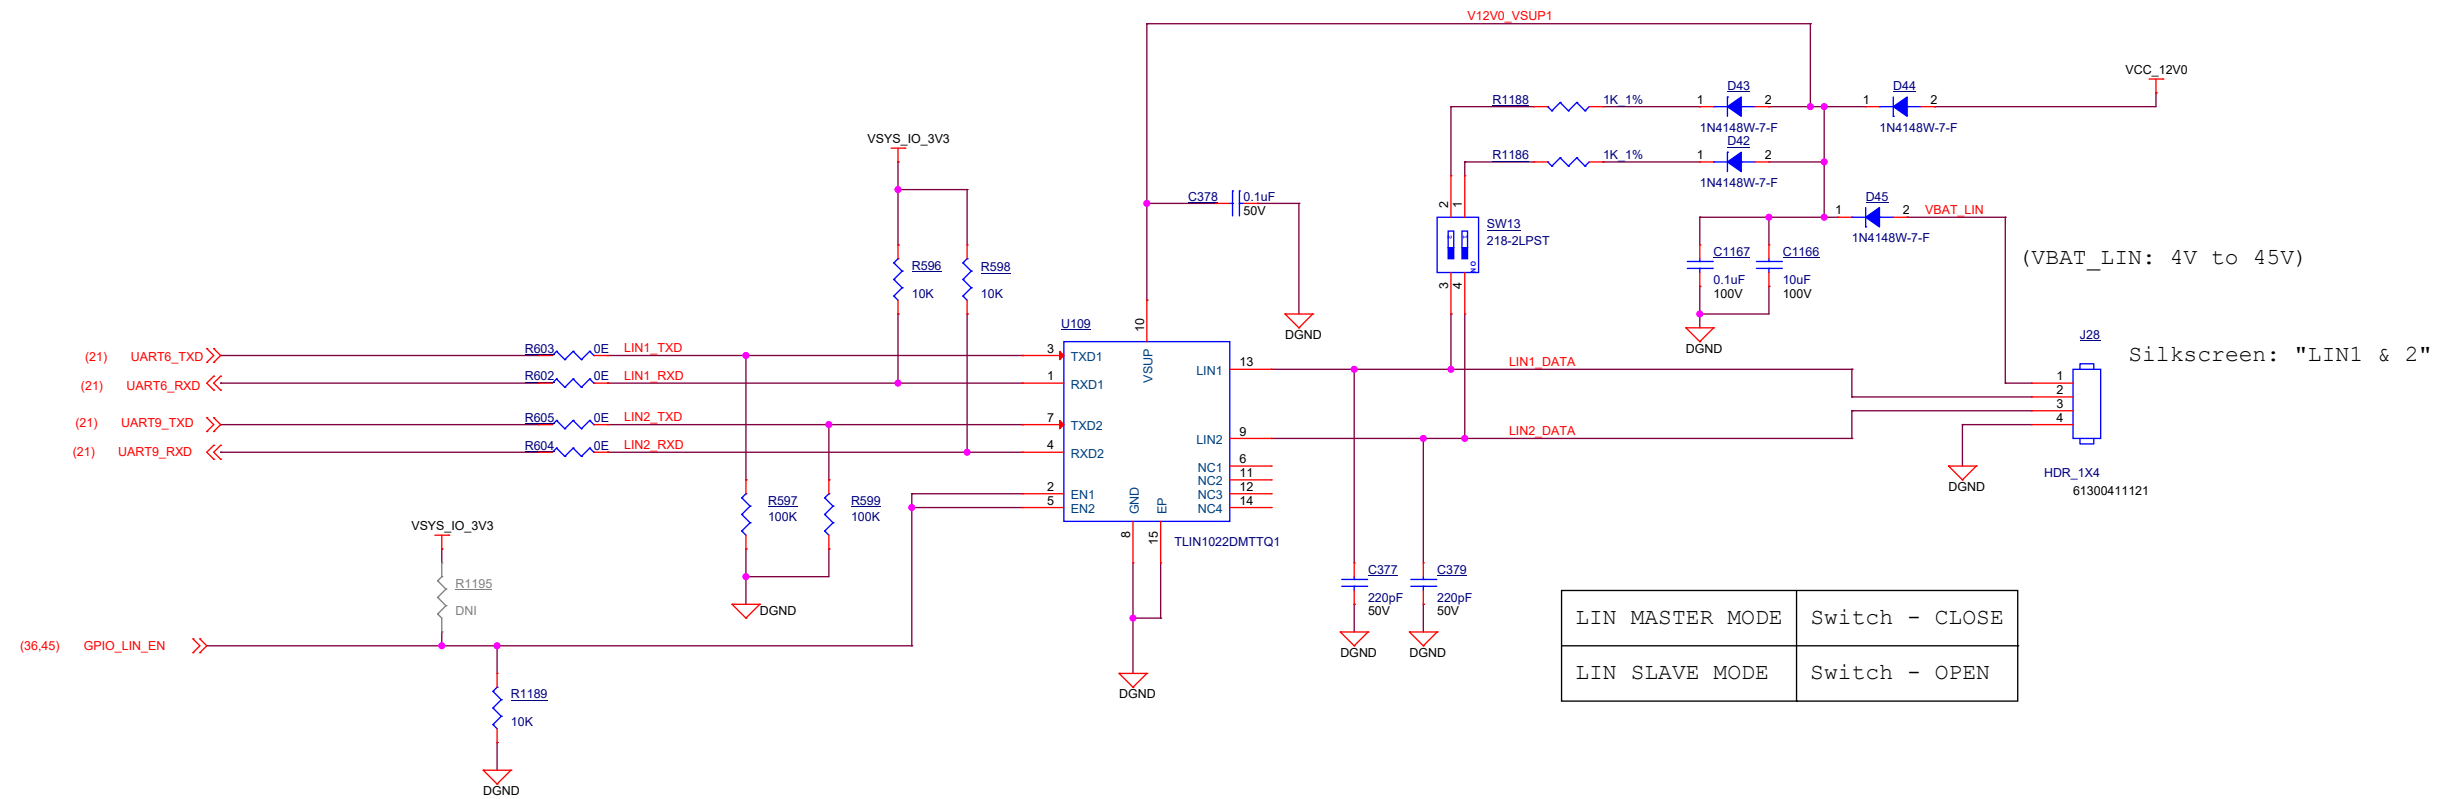 V12V0_VSUP1
VCC_12V0
R1188 1K_1% 1 D43 2 1 D44 2
1N4148W-7-F 1N4148W-7-F
VSYS_IO_3V3
R1186 1K_1% 1 D42 2
1N4148W-7-F
C378 0.1uF
50V
2 1
D45
1 2 VBAT_LIN
1N4148W-7-F
SW13
218-2LPST
ON
3 4
R596 R598
10K 10K
C1167 C1166
0.1uF 10uF
100V 100V
(VBAT_LIN: 4V to 45V)
DGND
DGND
U109
10
J28
Silkscreen: "LIN1 & 2"
(21) UART6_TXD R603 0E LIN1_TXD 3 TXD1 VSUP LIN1 13 LIN1_DATA
(21) UART6_RXD R602 0E LIN1_RXD 1 RXD1
(21) UART9_TXD R605 0E LIN2_TXD 7 TXD2 LIN2 9 LIN2_DATA
(21) UART9_RXD R604 0E LIN2_RXD 4 RXD2
1
2
3
4
NC1 6
NC2 11
NC3 12
NC4 14
2 EN1
5 EN2
GND EP
8 15
TLIN1022DMTTQ1
HDR_1X4
61300411121
DGND
R597 R599
100K 100K
DGND
VSYS_IO_3V3
R1195
DNI
C377 C379
220pF 220pF
50V 50V
DGND DGND
(36,45) GPIO_LIN_EN
DGND
R1189
10K
DGND
LIN MASTER MODE Switch - CLOSE
LIN SLAVE MODE Switch - OPEN